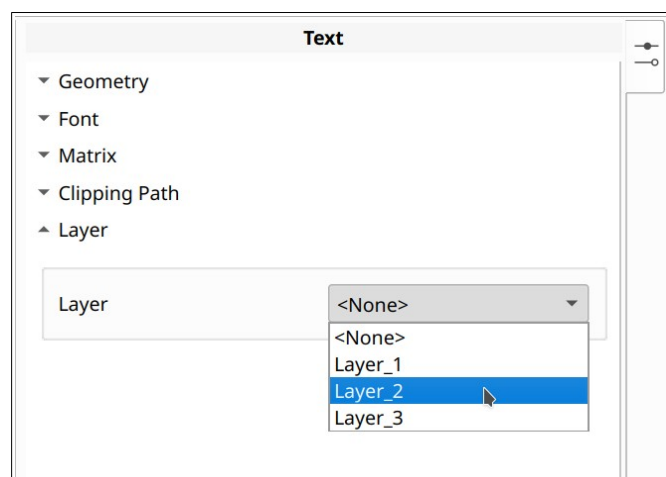 Text
Geometry
Font
Matrix
Clipping Path
Layer
Layer <None>
<None>
Layer_1
Layer_2
Layer_3